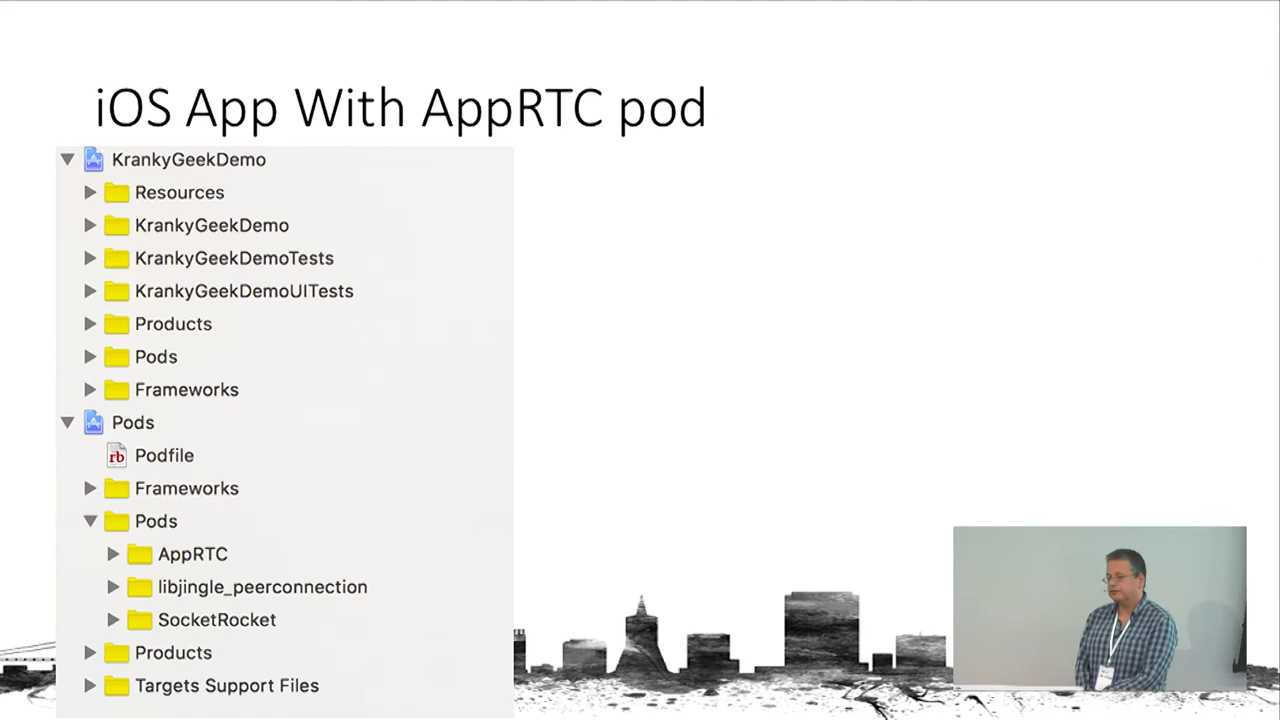 iOS App With AppRTC pod
KrankyGeekDemo
Resources
KrankyGeekDemo
KrankyGeekDemoTests
KrankyGeekDemoUITests
Products
Pods
Frameworks
Pods
rb Podfile
Frameworks
Pods
AppRTC
libjingle_peerconnection
SocketRocket
Products
Targets Support Files